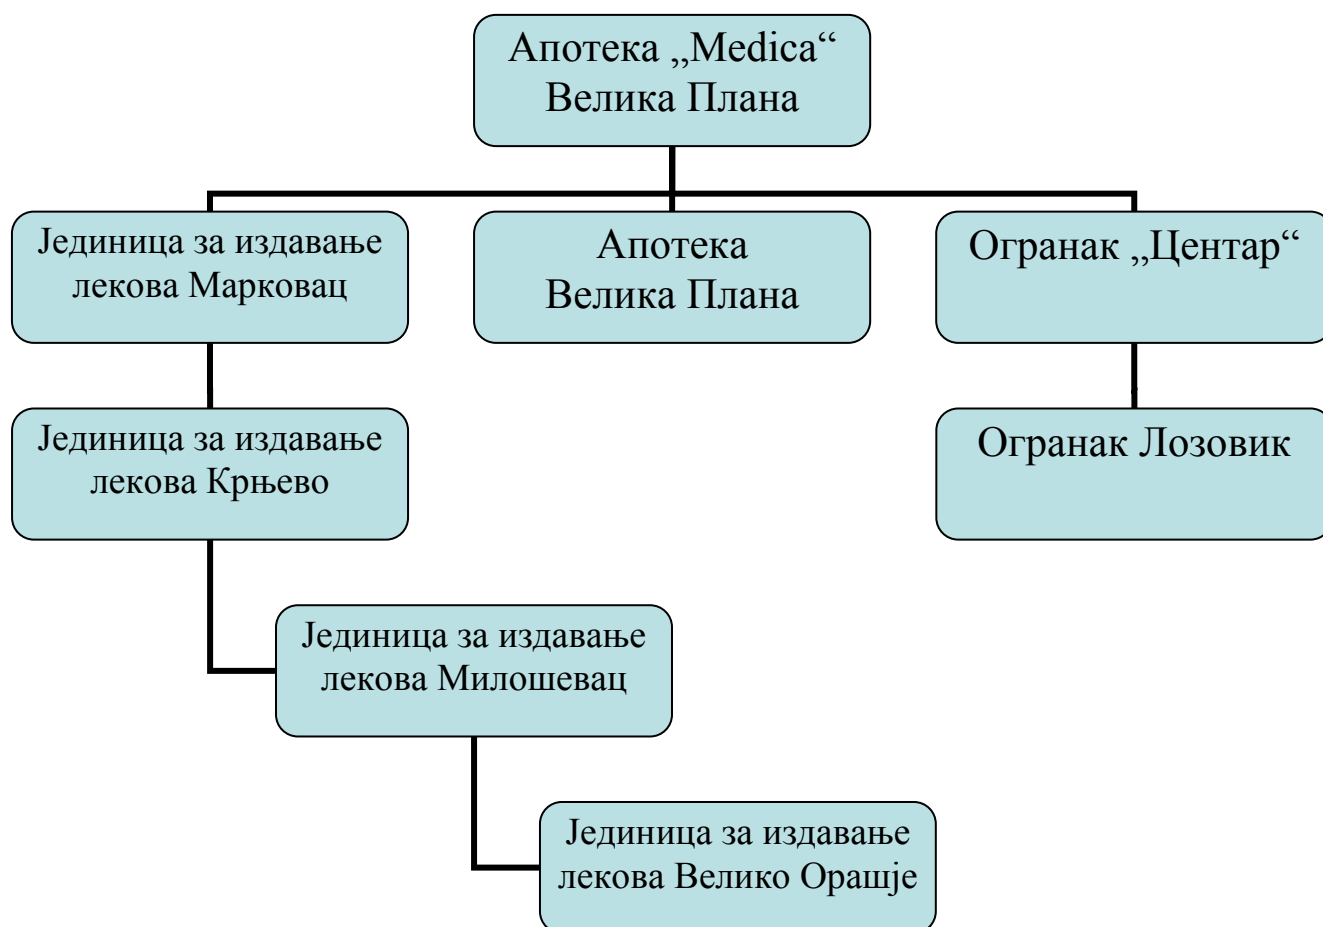 Апотека „Medica“
Велика Плана
Јединица за издавање
лекова Марковац
Апотека
Велика Плана
Огранак „Центар“
Јединица за издавање
лекова Крњево
Огранак Лозовик
Јединица за издавање
лекова Милошевац
Јединица за издавање
лекова Велико Орашје